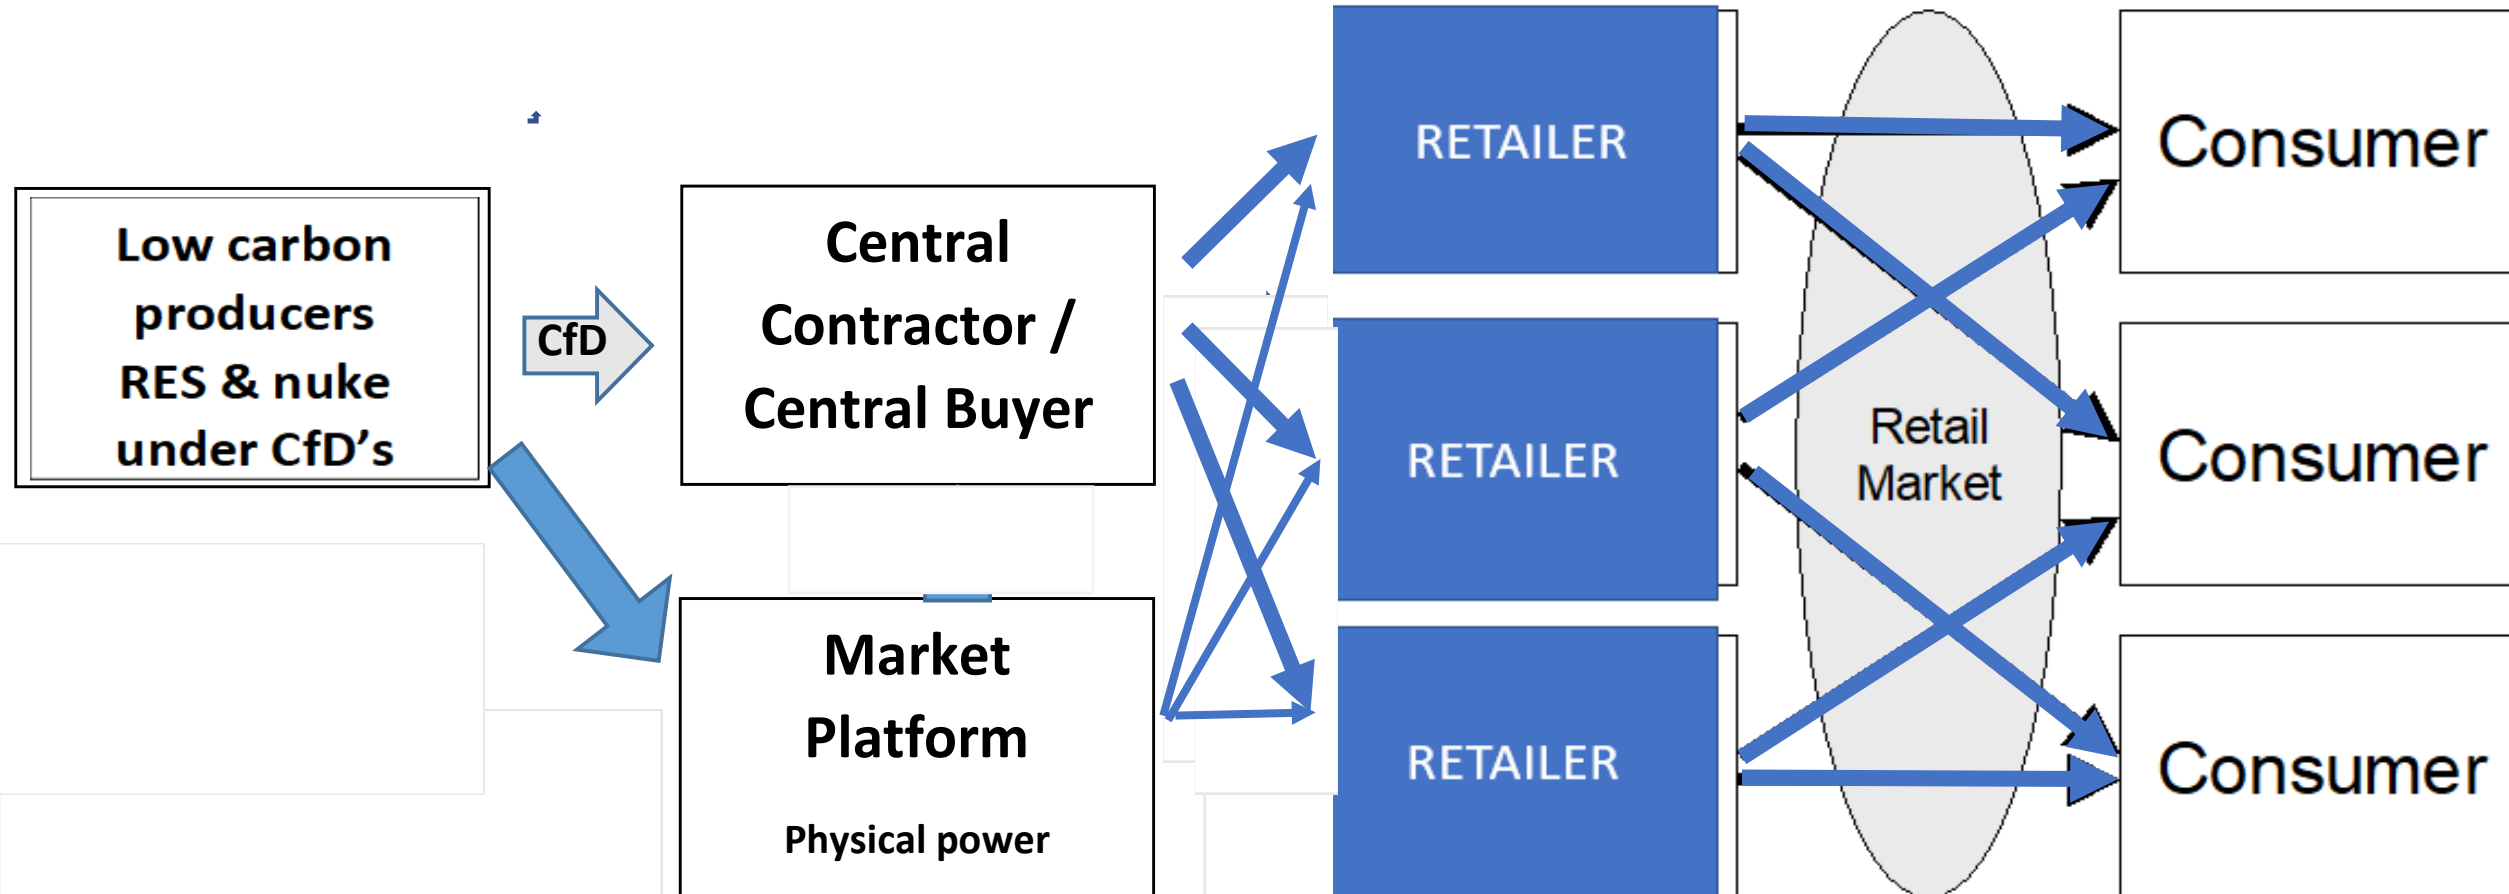 Low carbon
producers
RES & nuke
under CfD's
CfD
Central
Contractor /
Central Buyer
Market
Platform
Physical power
RETAILER
RETAILER
RETAILER
Retail
Market
Consumer
Consumer
Consumer